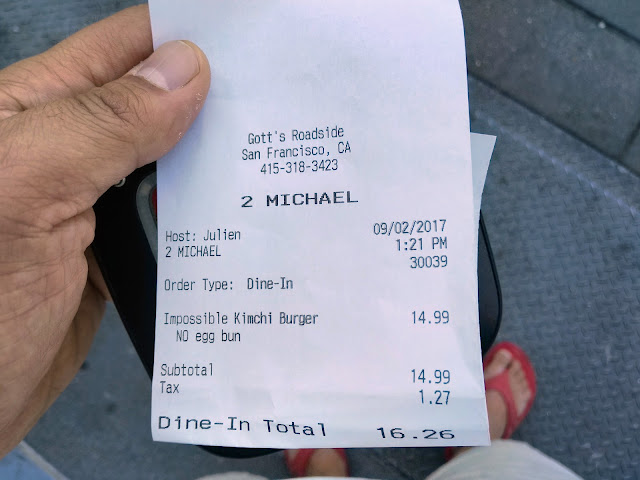 Gott's Roadside
San Francisco, CA
415-318-3423
2 MICHAEL
Host: Julien 09/02/2017
2 MICHAEL 1:21 PM
30039
Order Type: Dine-In
Impossible Kimchi Burger 14.99
NO egg bun
Subtotal 14.99
Tax 1.27
Dine-In Total 16.26